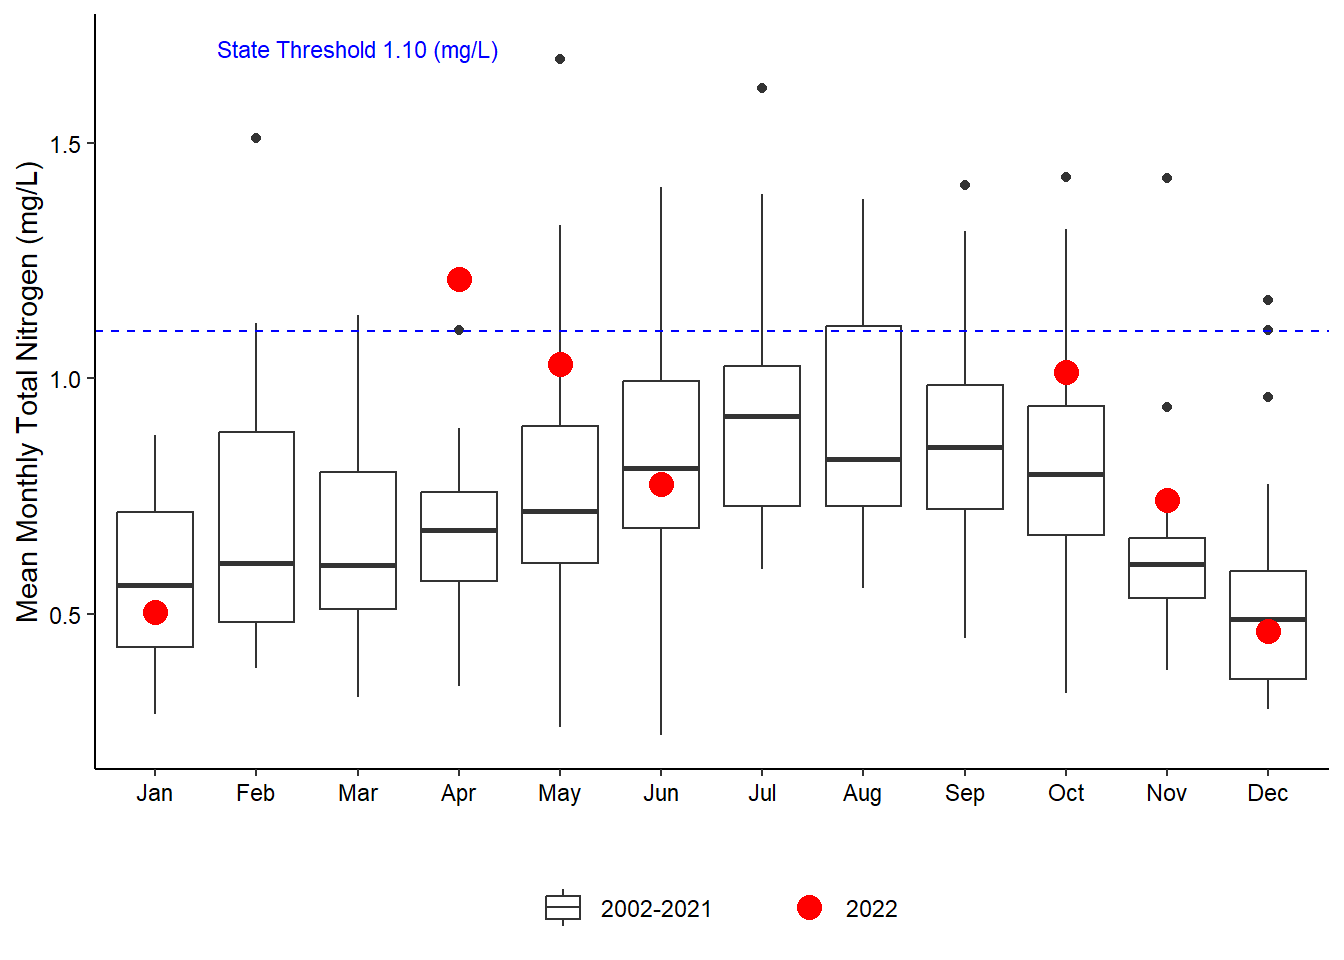 State Threshold 1.10 (mg/L)
Mean Monthly Total Nitrogen (mg/L)
1.5
1.0
0.5
Jan Feb Mar Apr May Jun Jul Aug Sep Oct Nov Dec
2002-2021 2022